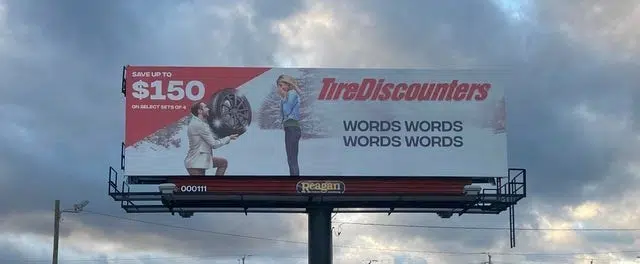 SAVE UP TO
$150
ON SELECT SETS OF 4
TireDiscounters
WORDS WORDS
WORDS WORDS
000111
Reagan